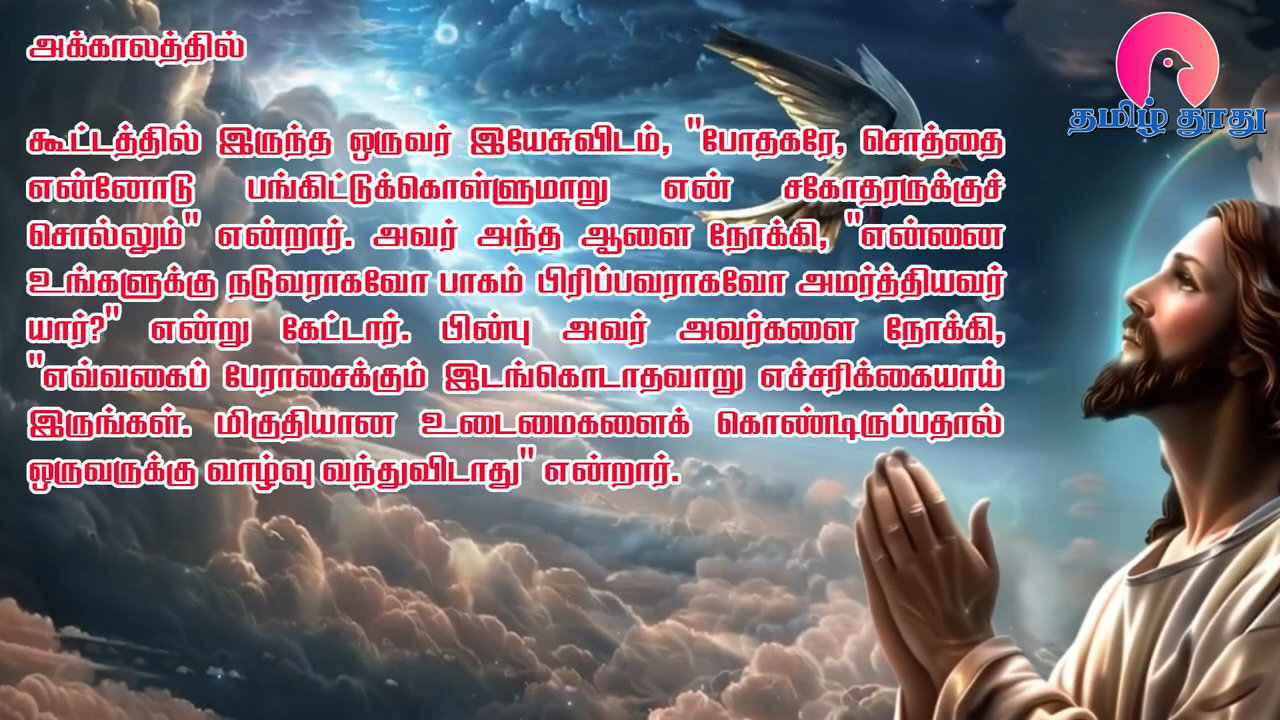 அக்காலத்தில்
தமிழ் தூது
கூட்டத்தில் இருந்த ஒருவர் இயேசுவிடம், "போதகரே, சொத்தை
என்னோடு பங்கிட்டுக்கொள்ளுமாறு என் சகோதரருக்குச்
சொல்லும்" என்றார். அவர் அந்த ஆளை நோக்கி, "என்னை
உங்களுக்கு நடுவராகவோ பாகம் பிரிப்பவராகவோ அமர்த்தியவர்
யார்?" என்று கேட்டார். பின்பு அவர் அவர்களை நோக்கி,
"எவ்வகைப் பேராசைக்கும் இடங்கொடாதவாறு எச்சரிக்கையாய்
இருங்கள். மிகுதியான உடைமைகளைக் கொண்டிருப்பதால்
ஒருவருக்கு வாழ்வு வந்துவிடாது" என்றார்.